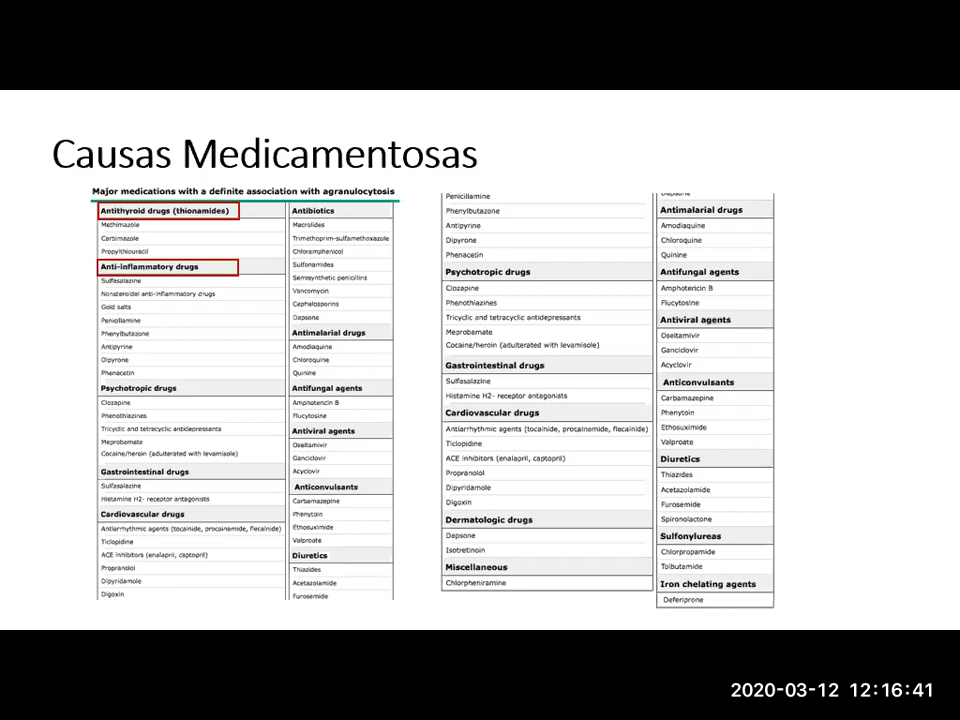 Causas Medicamentosas
Major medications with a definite association with agranulocytosis
Antithyroid drugs (thionamides)
Methimazole
Carbimazole
Propylthiouracil
Anti-inflammatory drugs
Sulfasalazine
Nonsteroidal anti-inflammatory drugs
Gold salts
Penicillamine
Phenylbutazone
Antipyrine
Dipyrone
Phenacetin
Psychotropic drugs
Clozapine
Phenothiazines
Tricyclic and tetracyclic antidepressants
Meprobamate
Cocaine/heroin (adulterated with levamisole)
Gastrointestinal drugs
Sulfasalazine
Histamine H2- receptor antagonists
Cardiovascular drugs
Antiarrhythmic agents (tocainide, procainamide, flecainide)
Ticlopidine
ACE inhibitors (enalapril, captopril)
Propranolol
Dipyridamole
Digoxin
Antibiotics
Macrolides
Trimethoprim-sulfamethoxazole
Chloramphenicol
Sulfonamides
Semisynthetic penicillins
Vancomycin
Cephalosporins
Dapsone
Antimalarial drugs
Amodiaquine
Chloroquine
Quinine
Antifungal agents
Amphotericin B
Flucytosine
Antiviral agents
Oseltamivir
Ganciclovir
Acyclovir
Anticonvulsants
Carbamazepine
Phenytoin
Ethosuximide
Valproate
Diuretics
Thiazides
Acetazolamide
Furosemide
Penicillamine
Phenylbutazone
Antipyrine
Dipyrone
Phenacetin
Psychotropic drugs
Clozapine
Phenothiazines
Tricyclic and tetracyclic antidepressants
Meprobamate
Cocaine/heroin (adulterated with levamisole)
Gastrointestinal drugs
Sulfasalazine
Histamine H2- receptor antagonists
Cardiovascular drugs
Antiarrhythmic agents (tocainide, procainamide, flecainide)
Ticlopidine
ACE inhibitors (enalapril, captopril)
Propranolol
Dipyridamole
Digoxin
Dermatologic drugs
Dapsone
Isotretinoin
Miscellaneous
Chlorpheniramine
Dapsone
Antimalarial drugs
Amodiaquine
Chloroquine
Quinine
Antifungal agents
Amphotericin B
Flucytosine
Antiviral agents
Oseltamivir
Ganciclovir
Acyclovir
Anticonvulsants
Carbamazepine
Phenytoin
Ethosuximide
Valproate
Diuretics
Thiazides
Acetazolamide
Furosemide
Spironolactone
Sulfonylureas
Chlorpropamide
Tolbutamide
Iron chelating agents
Deferiprone
2020-03-12 12:16:41